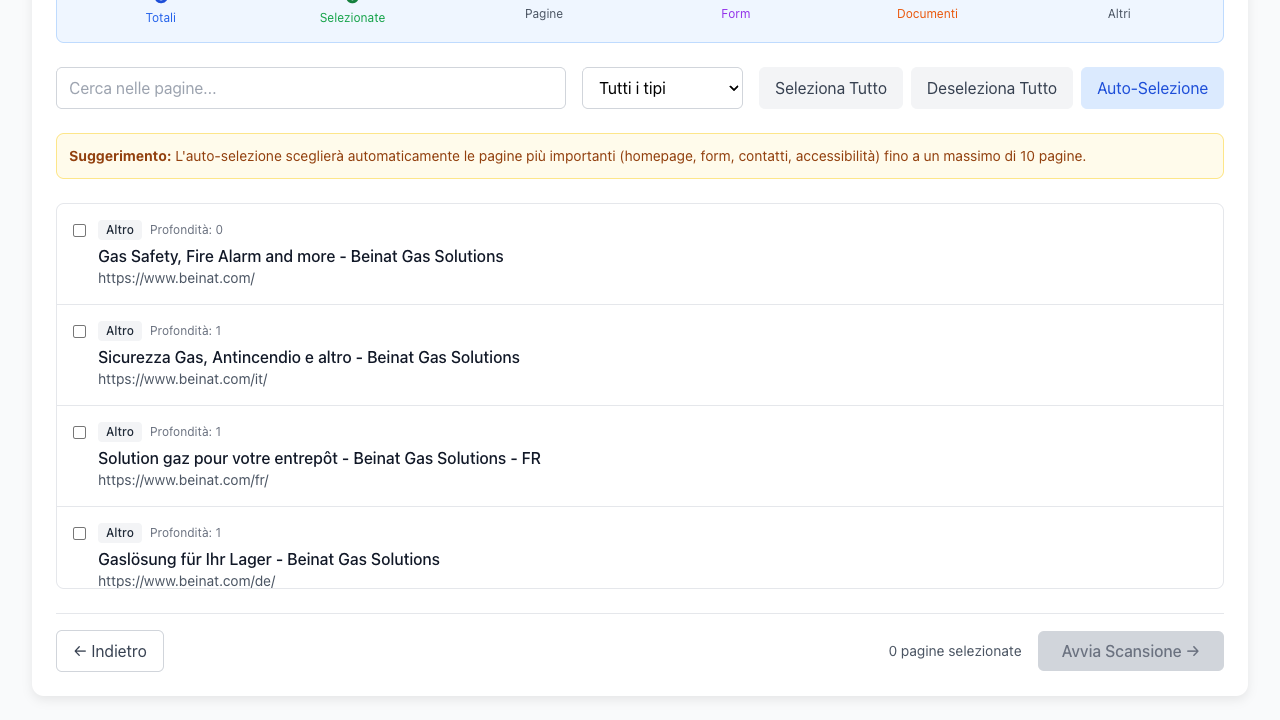 Totali
Selezionate
Pagine
Form
Documenti
Altri
Cerca nelle pagine...
Tutti i tipi
Seleziona Tutto
Deseleziona Tutto
Auto-Selezione
Suggerimento: L'auto-selezione sceglierà automaticamente le pagine più importanti (homepage, form, contatti, accessibilità) fino a un massimo di 10 pagine.
Altro Profondità: 0
Gas Safety, Fire Alarm and more - Beinat Gas Solutions
https://www.beinat.com/
Altro Profondità: 1
Sicurezza Gas, Antincendio e altro - Beinat Gas Solutions
https://www.beinat.com/it/
Altro Profondità: 1
Solution gaz pour votre entrepôt - Beinat Gas Solutions - FR
https://www.beinat.com/fr/
Altro Profondità: 1
Gaslösung für Ihr Lager - Beinat Gas Solutions
https://www.beinat.com/de/
← Indietro
0 pagine selezionate
Avvia Scansione →